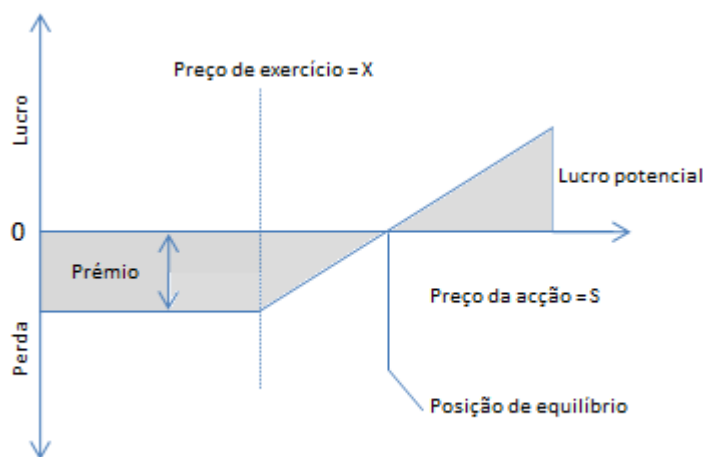 Preço de exercício = X
Lucro
Lucro potencial
0
Prémio
Preço da acção = S
Perda
Posição de equilíbrio